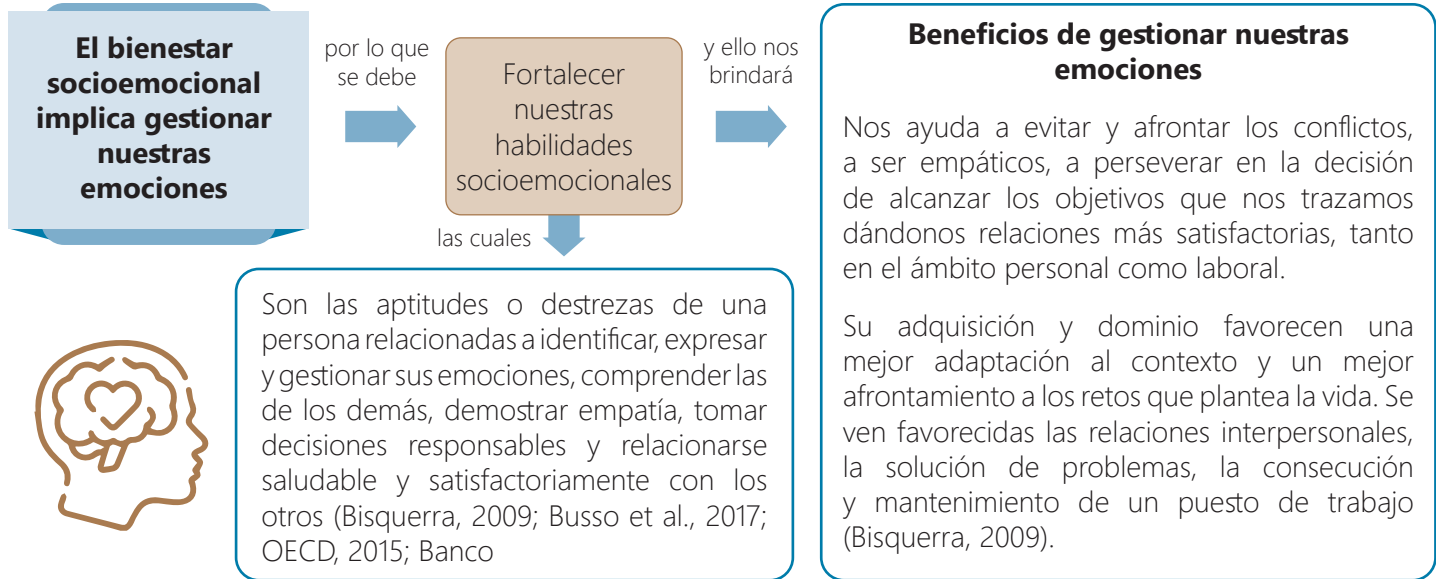 El bienestar
socioemocional
implica gestionar
nuestras
emociones
por lo que
se debe
Fortalecer
nuestras
habilidades
socioemocionales
y ello nos
brindará
las cuales
Son las aptitudes o destrezas de una
persona relacionadas a identificar, expresar
y gestionar sus emociones, comprender las
de los demás, demostrar empatía, tomar
decisiones responsables y relacionarse
saludable y satisfactoriamente con los
otros (Bisquerra, 2009; Busso et al., 2017;
OECD, 2015; Banco
Beneficios de gestionar nuestras
emociones
Nos ayuda a evitar y afrontar los conflictos,
a ser empáticos, a perseverar en la decisión
de alcanzar los objetivos que nos trazamos
dándonos relaciones más satisfactorias, tanto
en el ámbito personal como laboral.
Su adquisición y dominio favorecen una
mejor adaptación al contexto y un mejor
afrontamiento a los retos que plantea la vida. Se
ven favorecidas las relaciones interpersonales,
la solución de problemas, la consecución
y mantenimiento de un puesto de trabajo
(Bisquerra, 2009).